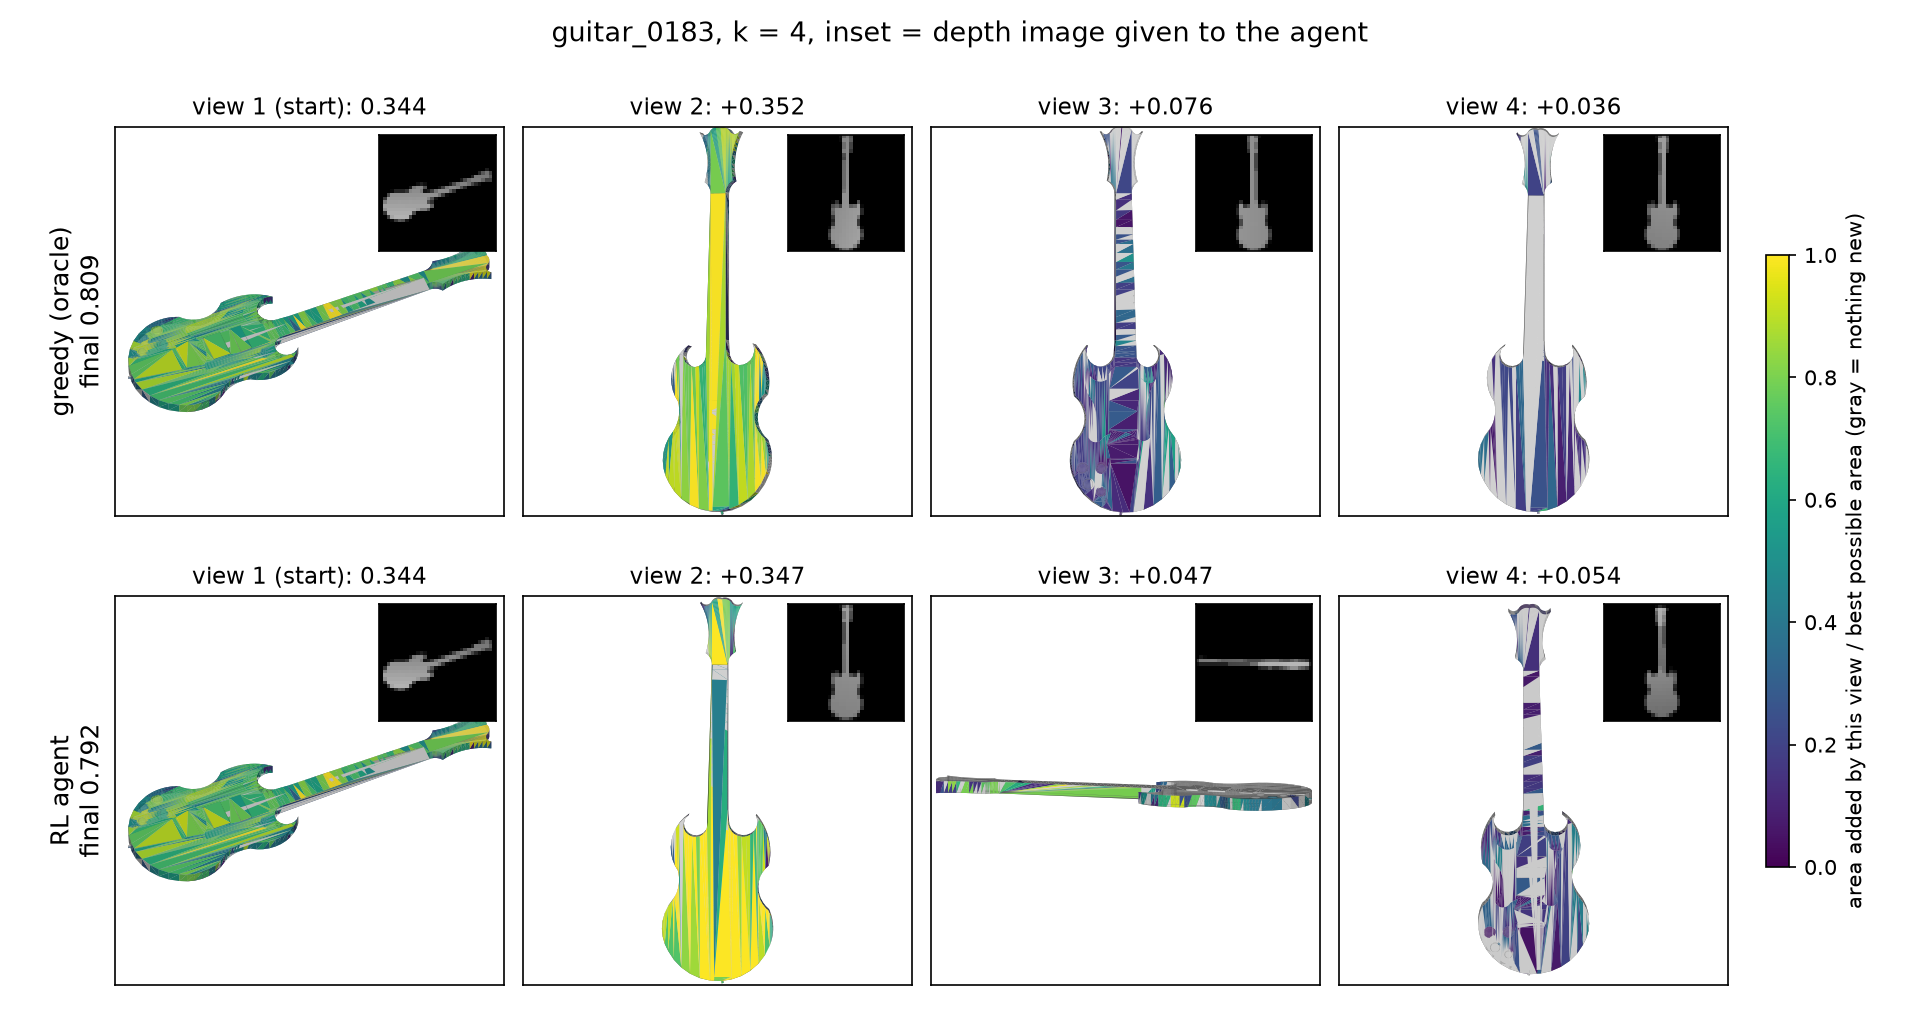 guitar_0183, k = 4, inset = depth image given to the agent
greedy (oracle)
final 0.809
view 1 (start): 0.344
view 2: +0.352
view 3: +0.076
view 4: +0.036
RL agent
final 0.792
view 1 (start): 0.344
view 2: +0.347
view 3: +0.047
view 4: +0.054
1.0
0.8
0.6
0.4
0.2
0.0
area added by this view / best possible area (gray = nothing new)